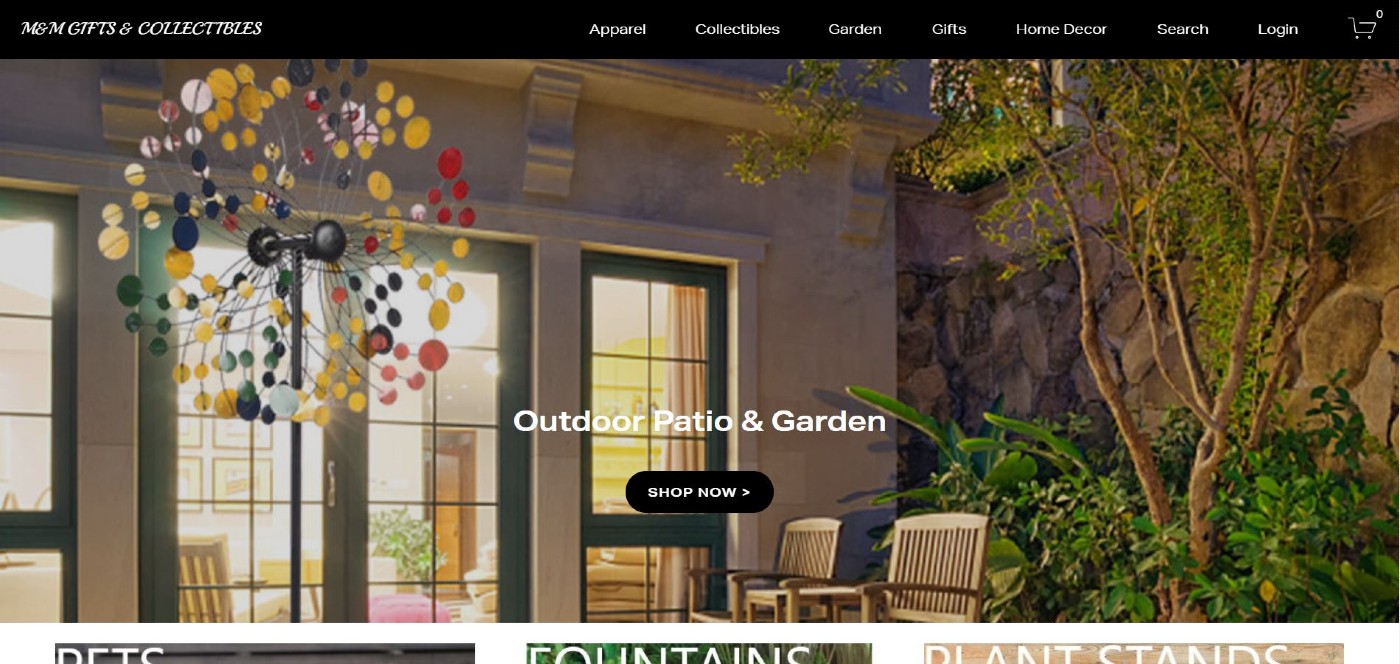 M&M GIFTS & COLLECTIBLES
Apparel Collectibles Garden Gifts Home Decor Search Login 0
Outdoor Patio & Garden
SHOP NOW >
PETS FOUNTAINS PLANT STANDS